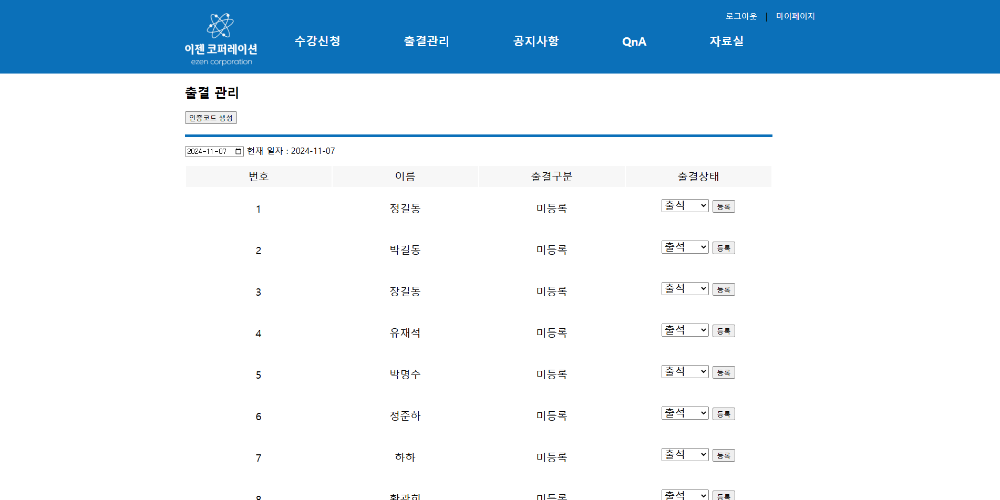 로그아웃 | 마이페이지
이젠 코퍼레이션
ezen corporation
수강신청 출결관리 공지사항 QnA 자료실
출결 관리
인증코드 생성
2024-11-07 현재 일자 : 2024-11-07
번호 이름 출결구분 출결상태
1 정길동 미등록 출석 등록
2 박길동 미등록 출석 등록
3 장길동 미등록 출석 등록
4 유재석 미등록 출석 등록
5 박명수 미등록 출석 등록
6 정준하 미등록 출석 등록
7 하하 미등록 출석 등록
8 미등록 출석 등록